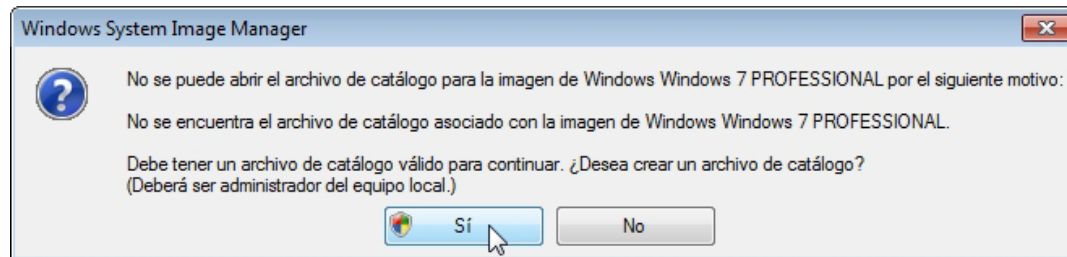 Windows System Image Manager
No se puede abrir el archivo de catálogo para la imagen de Windows Windows 7 PROFESSIONAL por el siguiente motivo:
No se encuentra el archivo de catálogo asociado con la imagen de Windows Windows 7 PROFESSIONAL.
Debe tener un archivo de catálogo válido para continuar. ¿Desea crear un archivo de catálogo?
(Deberá ser administrador del equipo local.)
Sí No